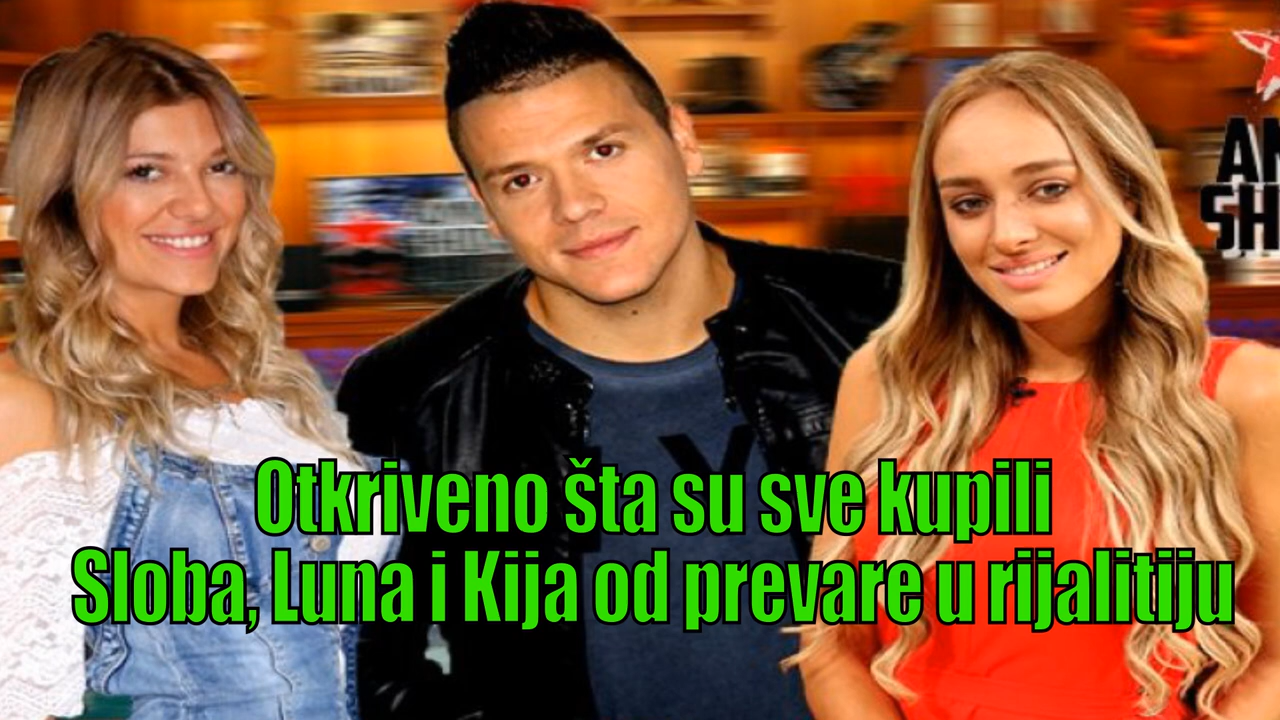 Otkriveno šta su sve kupili
Sloba, Luna i Kija od prevare u rijalitiju